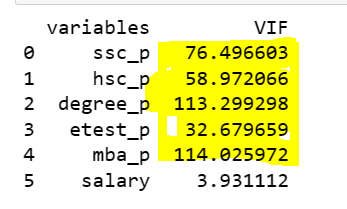 variables VIF
0 ssc_p 76.496603
1 hsc_p 58.972066
2 degree_p 113.299298
3 etest_p 32.679659
4 mba_p 114.025972
5 salary 3.931112